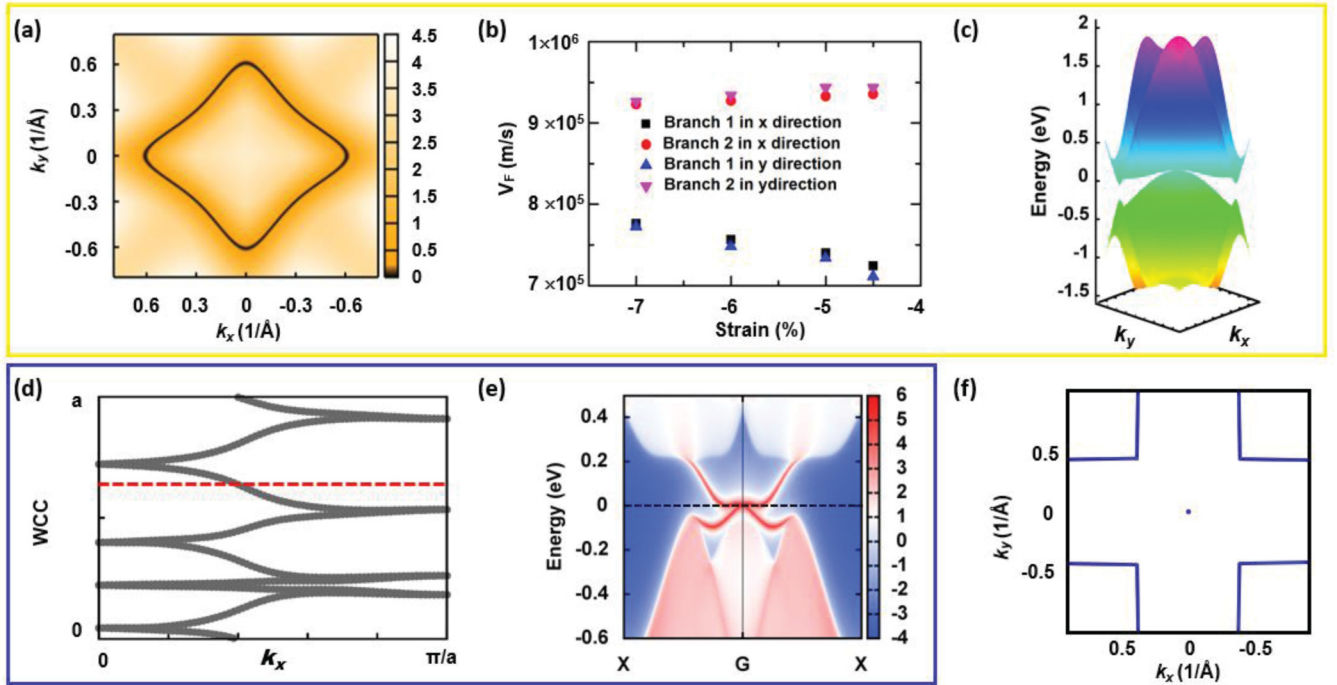 (a)
ky (1/Å)
0.6
0.3
0
-0.3
-0.6
0.6 0.3 0 -0.3 -0.6
kx (1/Å)
4.5
4
3.5
3
2.5
2
1.5
1
0.5
0
(b)
VF (m/s)
1×10⁶
9 ×10⁵
8 ×10⁵
7 ×10⁵
Branch 1 in x direction
Branch 2 in x direction
Branch 1 in y direction
Branch 2 in ydirection
-7 -6 -5 -4
Strain (%)
(c)
Energy (eV)
2
1.5
1
0.5
0
-0.5
-1
-1.5
ky kx
(d)
WCC
a
0
0 kx π/a
(e)
Energy (eV)
0.4
0.2
0
-0.2
-0.4
-0.6
X G X
6
5
4
3
2
1
0
-1
-2
-3
-4
(f)
ky (1/Å)
0.5
0
-0.5
0.5 0 -0.5
kx (1/Å)